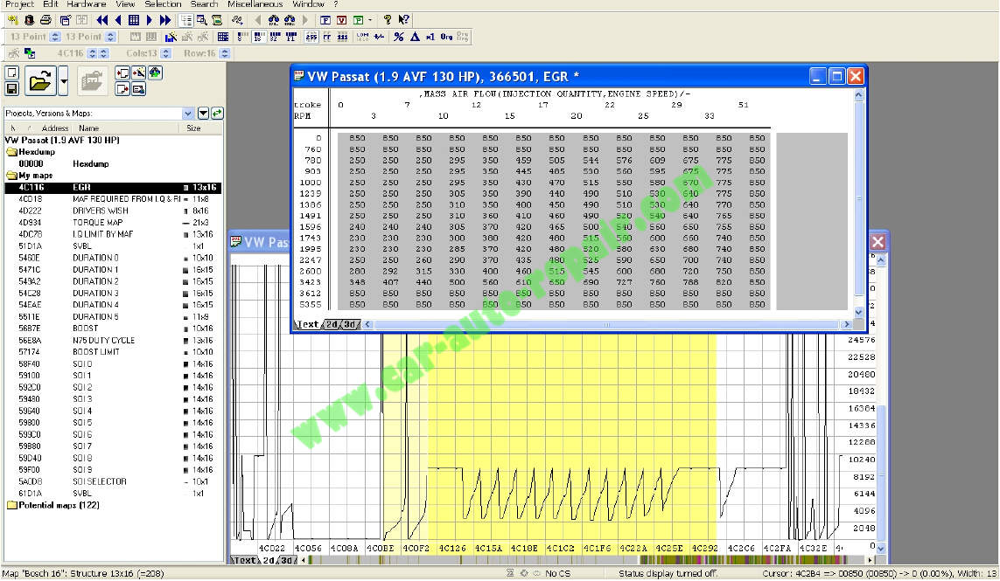 Project Edit Hardware View Selection Search Miscellaneous Window ?
13 Point 13 Point
4C116 Cols:13 Row:16
Projects, Versions & Maps:
Address Name Size
VW Passat (1.9 AVF 130 HP)
Hexdump
00000 Hexdump
My maps
4C116 EGR 13x16
4CD18 MAF REQUIRED FROM I.Q & RI 11x8
4D222 DRIVERS WISH 8x16
4D934 TORQUE MAP 21x3
4DC78 I.Q LIMIT BY MAF 13x16
51D1A SVBL 1x1
5460E DURATION 0 10x10
5471C DURATION 1 16x15
549A2 DURATION 2 16x15
54C28 DURATION 3 16x15
54EAE DURATION 4 16x15
5511E DURATION 5 11x9
56B7E BOOST 10x16
56E8A N75 DUTY CYCLE 13x16
57174 BOOST LIMIT 10x10
58F40 SOI 0 14x16
59100 SOI 1 14x16
592C0 SOI 2 14x16
59480 SOI 3 14x16
59640 SOI 4 14x16
59800 SOI 5 14x16
599C0 SOI 6 14x16
59B80 SOI 7 14x16
59D40 SOI 8 14x16
59F00 SOI 9 14x16
5A0D8 SOI SELECTOR 10x1
61D1A SVBL 1x1
Potential maps (122)
VW Passat (1.9 AVF 130 HP), 366501, EGR *
,MASS AIR FLOW(INJECTION QUANTITY,ENGINE SPEED)/-
troke 0 7 12 17 22 29 51
RPM 3 10 15 20 25 33
0 850 850 850 850 850 850 850 850 850 850 850 850 850
760 850 850 850 850 850 850 850 850 850 850 850 850 850
780 250 250 250 295 350 459 505 544 576 609 675 775 850
903 250 250 250 295 350 445 485 530 560 595 675 775 850
1000 250 250 250 295 350 430 470 515 550 580 670 775 850
1239 250 250 250 305 350 390 440 490 510 530 640 775 850
1386 250 250 250 310 350 400 450 490 510 530 640 770 850
1491 250 250 250 310 360 410 460 490 520 540 640 765 850
1596 240 240 240 305 370 420 465 500 540 560 650 755 850
1743 230 230 230 300 380 420 480 515 560 600 660 740 850
1995 230 230 230 285 370 420 480 520 580 630 680 740 850
2247 250 250 260 290 370 435 480 525 590 650 700 740 850
2600 280 292 315 330 400 460 515 545 600 680 720 750 850
3423 348 407 440 500 560 610 650 690 727 760 788 820 850
3612 850 850 850 850 850 850 850 850 850 850 850 850 850
5355 850 850 850 850 850 850 850 850 850 850 850 850 850
Text 2d 3d
www.car-auto-repair.com
VW Pas
24576
22528
20480
18432
16384
14336
12288
10240
8192
6144
4096
2048
0
4C022 4C056 4C08A 4C0BE 4C0F2 4C126 4C15A 4C18E 4C1C2 4C1F6 4C22A 4C25E 4C292 4C2C6 4C2FA 4C32E
Text 2d 3d
Map "Bosch 16": Structure 13x16 (=208) No CS Status display turned off. Cursor: 4C2B4 => 00850 (00850) -> 0 (0.00%), Width: 13